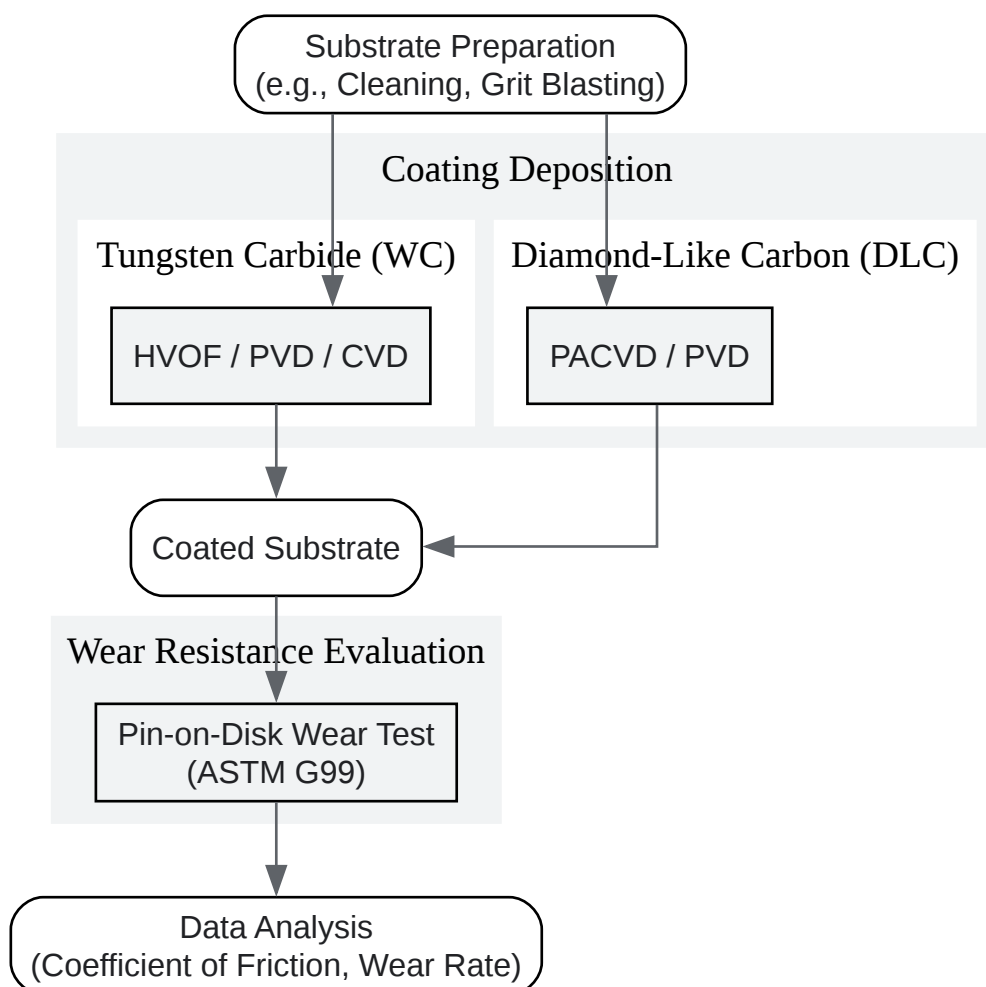 Substrate Preparation
(e.g., Cleaning, Grit Blasting)
Coating Deposition
Tungsten Carbide (WC)
Diamond-Like Carbon (DLC)
HVOF / PVD / CVD
PACVD / PVD
Coated Substrate
Wear Resistance Evaluation
Pin-on-Disk Wear Test
(ASTM G99)
Data Analysis
(Coefficient of Friction, Wear Rate)